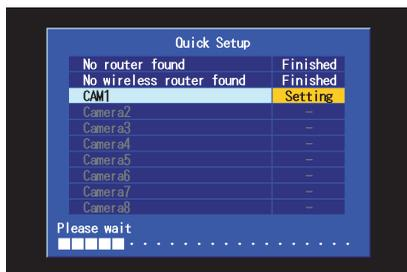 Quick Setup
No router found Finished
No wireless router found Finished
CAM1 Setting
Camera2 –
Camera3 –
Camera4 –
Camera5 –
Camera6 –
Camera7 –
Camera8 –
Please wait